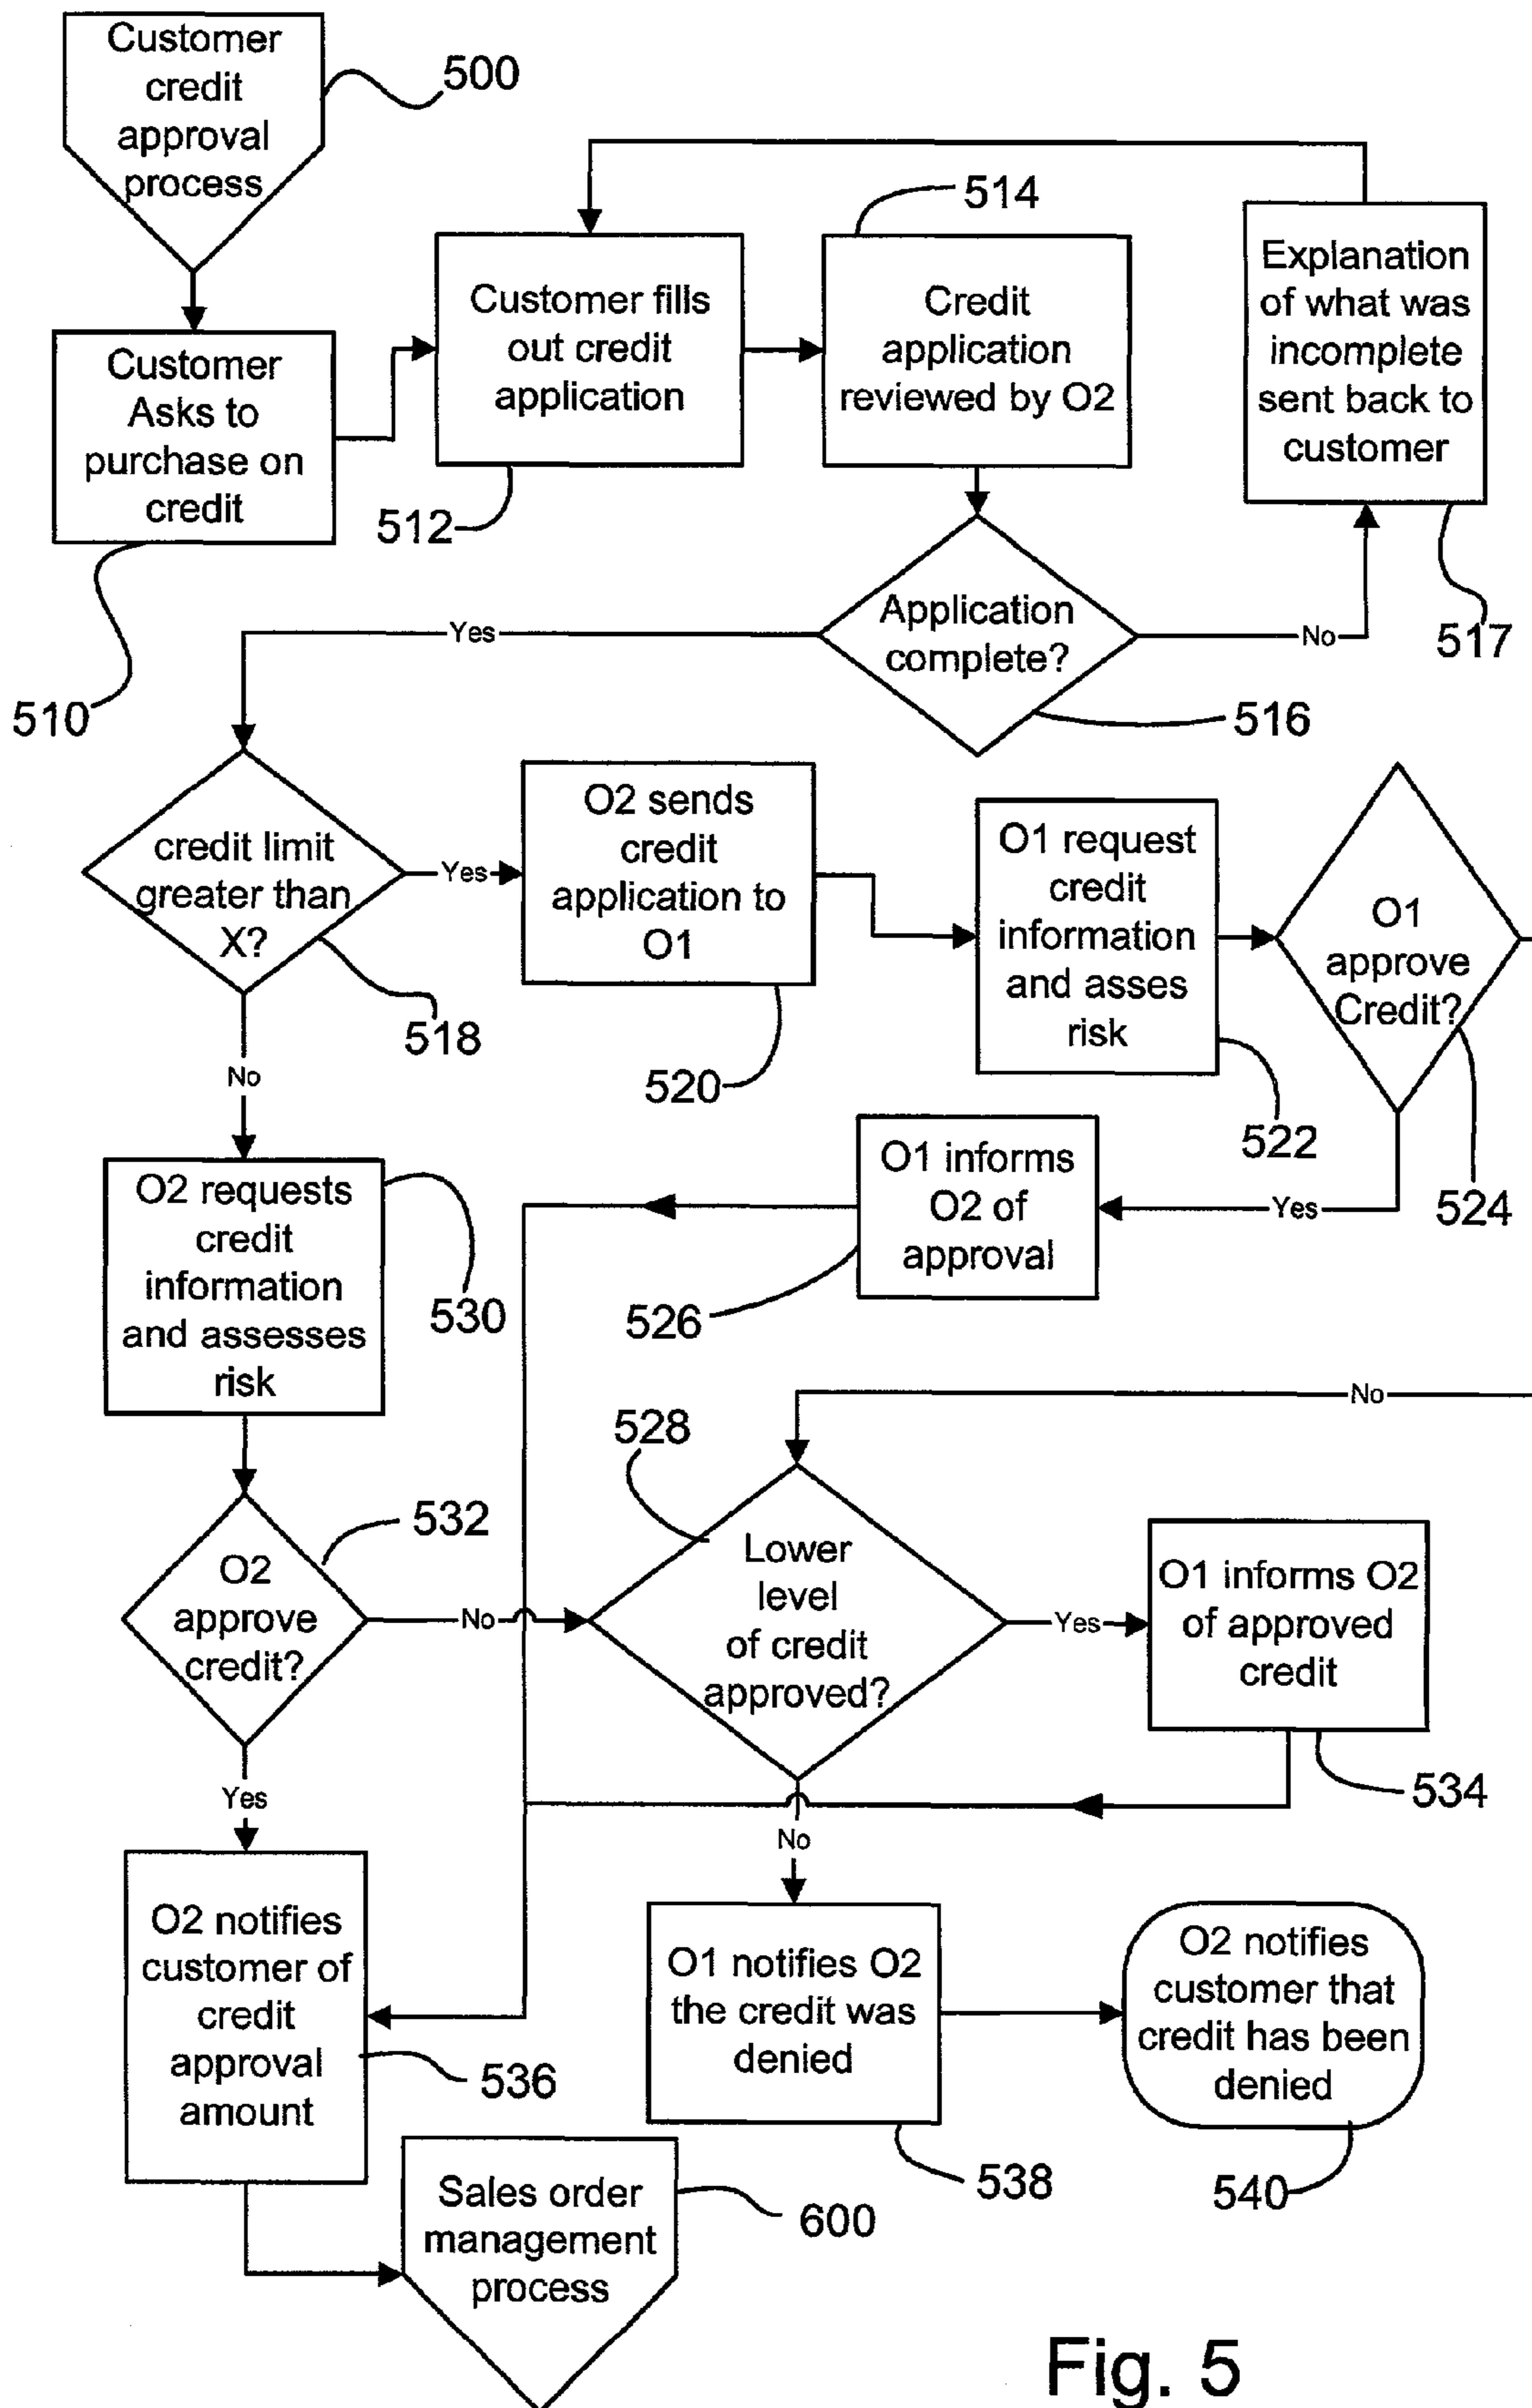 Customer
credit
approval
process
500
Customer
Asks to
purchase on
credit
510
Customer fills
out credit
application
512
514
Credit
application
reviewed by O2
Explanation
of what was
incomplete
sent back to
customer
517
Application
complete?
516
Yes
No
credit limit
greater than
X?
518
Yes
No
O2 sends
credit
application to
O1
520
O1 request
credit
information
and asses
risk
522
O1
approve
Credit?
524
Yes
No
O1 informs
O2 of
approval
526
O2 requests
credit
information
and assesses
risk
530
O2
approve
credit?
532
No
Yes
528
Lower
level
of credit
approved?
Yes
No
O1 informs O2
of approved
credit
534
O2 notifies
customer of
credit
approval
amount
536
O1 notifies O2
the credit was
denied
538
O2 notifies
customer that
credit has been
denied
540
Sales order
management
process
600
Fig. 5